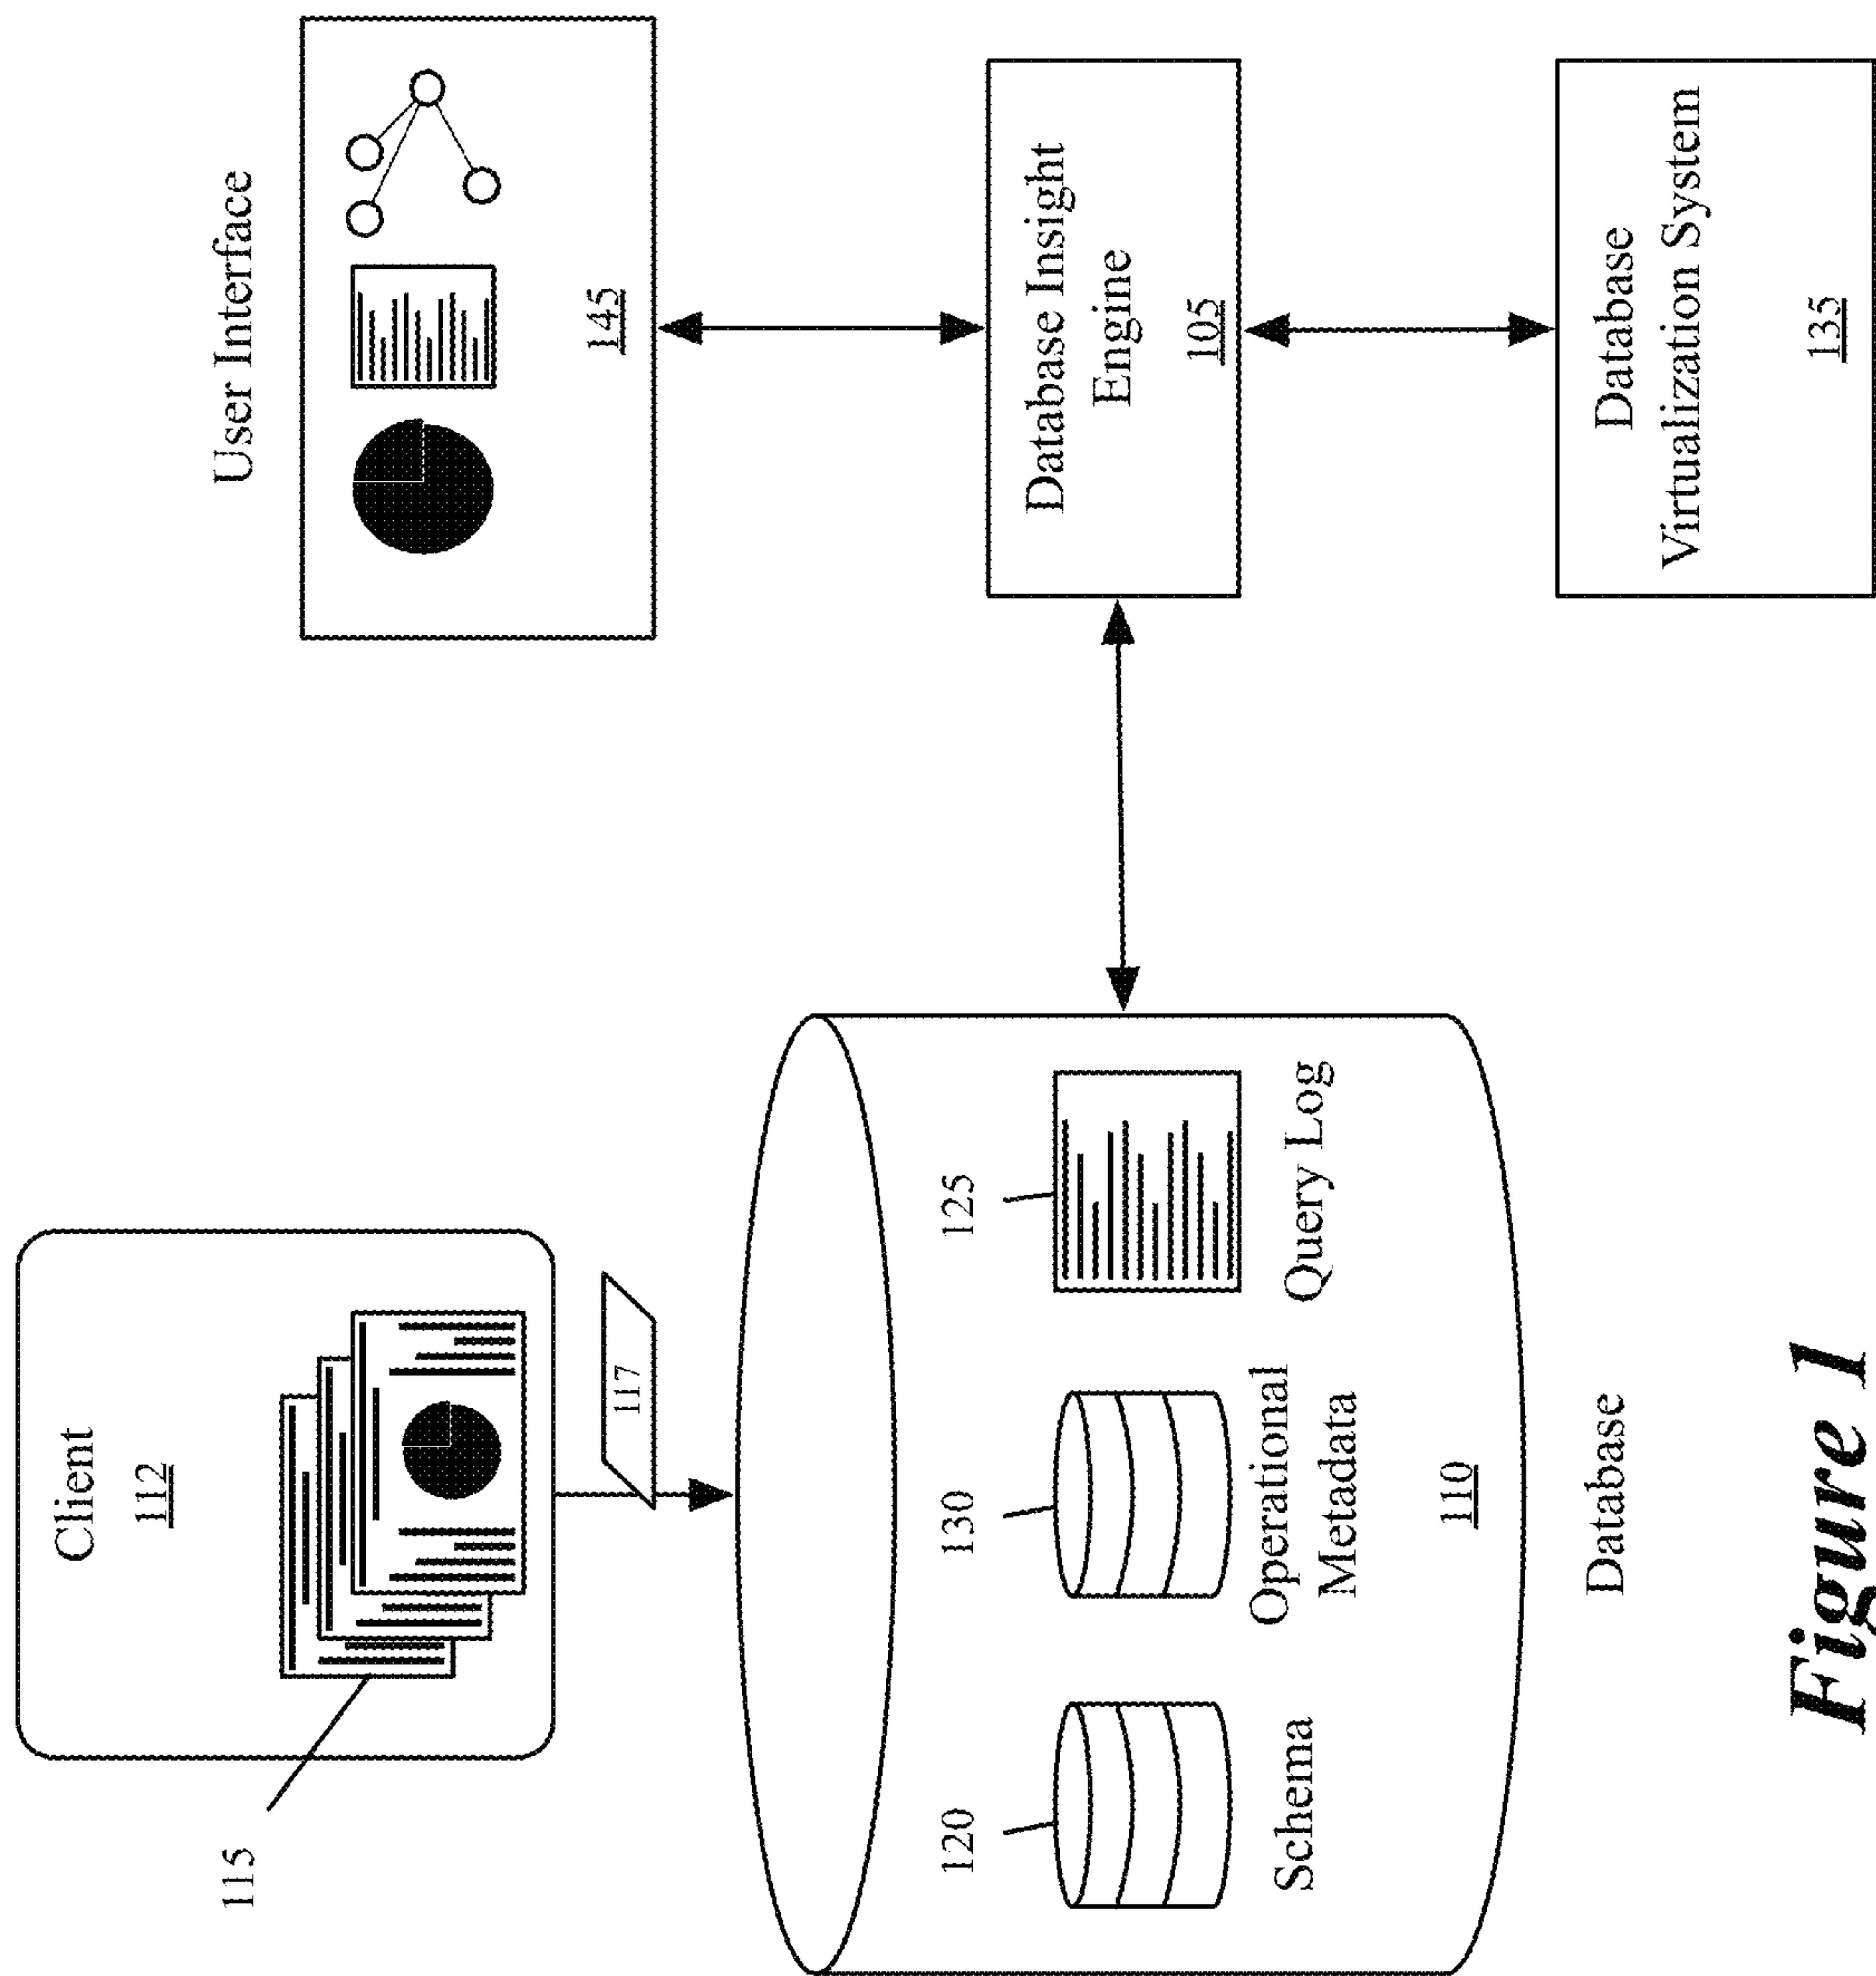 Client
112
115
117
120
Schema
130
Operational
Metadata
125
Query Log
110
Database
User Interface
145
Database Insight
Engine
105
Database
Virtualization System
135
Figure 1